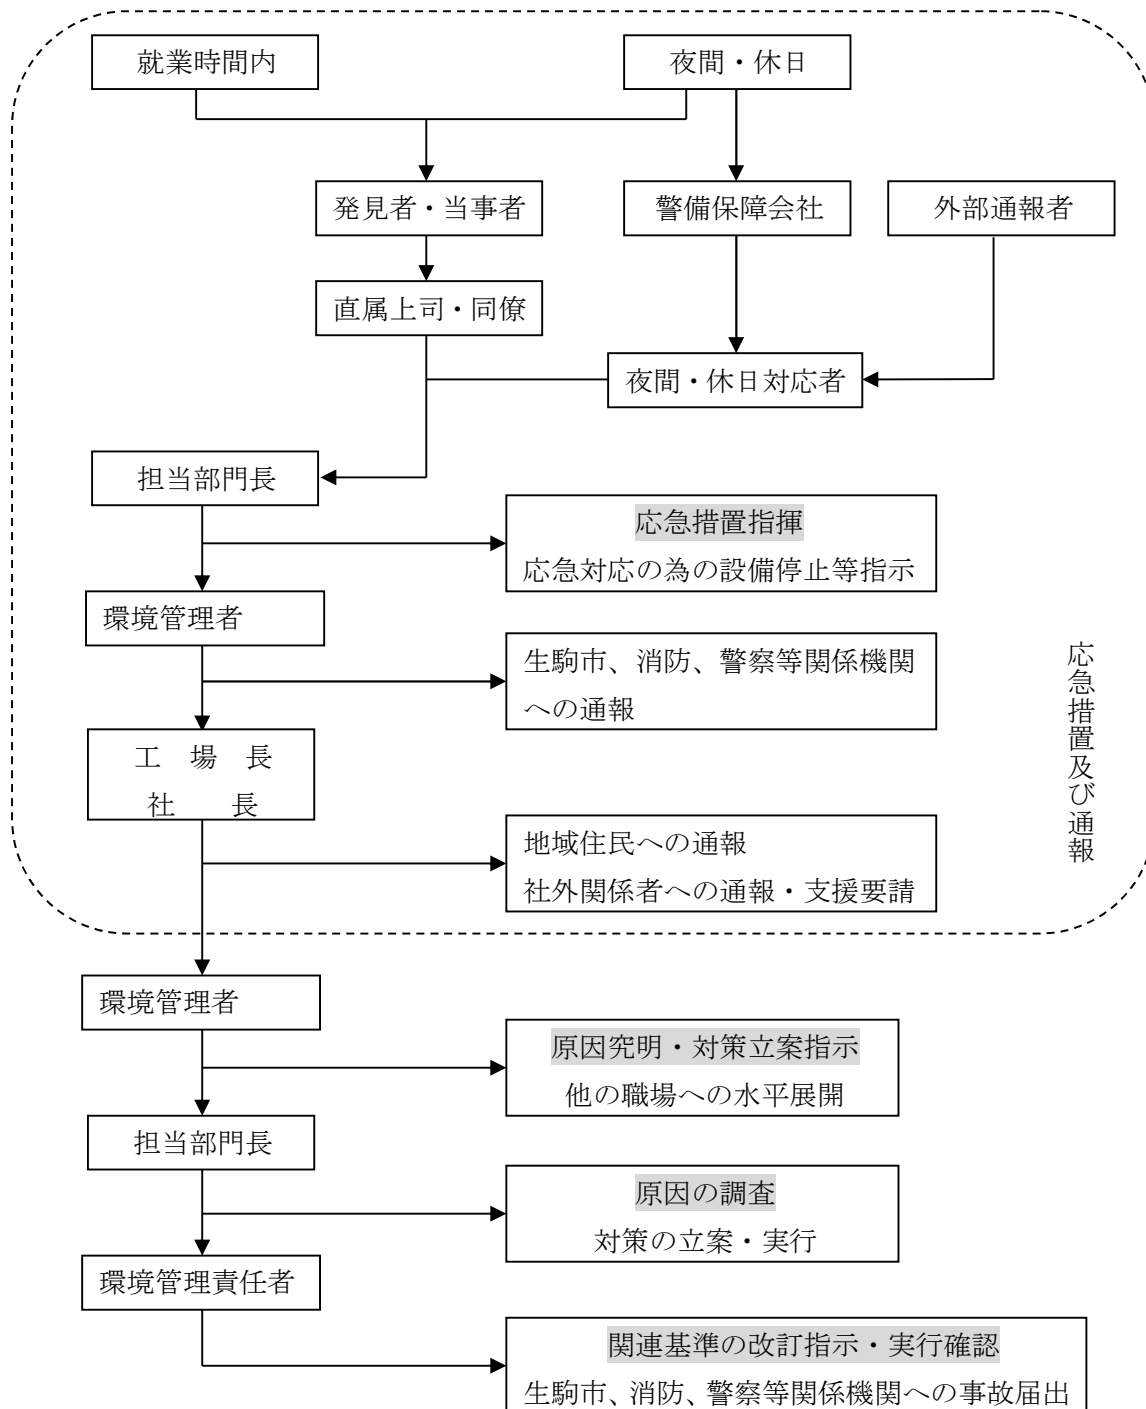 就業時間内
夜間・休日
発見者・当事者
警備保障会社
外部通報者
直属上司・同僚
夜間・休日対応者
担当部門長
応急措置指揮
応急対応の為の設備停止等指示
環境管理者
生駒市、消防、警察等関係機関
への通報
工　場　長
社　　長
地域住民への通報
社外関係者への通報・支援要請
応急措置及び通報
環境管理者
原因究明・対策立案指示
他の職場への水平展開
担当部門長
原因の調査
対策の立案・実行
環境管理責任者
関連基準の改訂指示・実行確認
生駒市、消防、警察等関係機関への事故届出